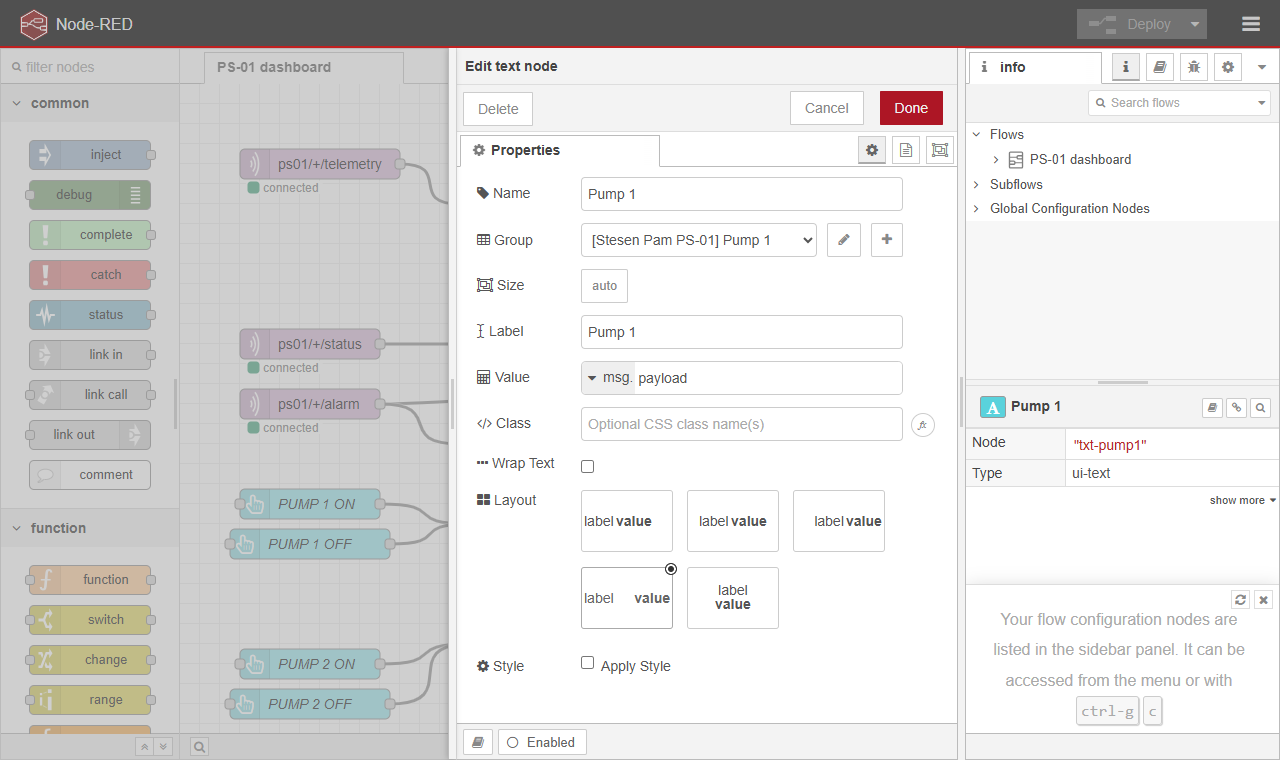 Node-RED
Deploy
filter nodes
common
inject
debug
complete
catch
status
link in
link call
link out
comment
function
function
switch
change
range
PS-01 dashboard
ps01/+/telemetry
connected
ps01/+/status
connected
ps01/+/alarm
connected
PUMP 1 ON
PUMP 1 OFF
PUMP 2 ON
PUMP 2 OFF
Edit text node
Delete
Cancel
Done
Properties
Name
Pump 1
Group
[Stesen Pam PS-01] Pump 1
Size
auto
Label
Pump 1
Value
msg. payload
Class
Optional CSS class name(s)
fx
Wrap Text
Layout
label value
label value
label value
label value
label
value
Style
Apply Style
Enabled
info
Search flows
Flows
PS-01 dashboard
Subflows
Global Configuration Nodes
A Pump 1
Node "txt-pump1"
Type ui-text
show more
Your flow configuration nodes are
listed in the sidebar panel. It can be
accessed from the menu or with
ctrl-g c